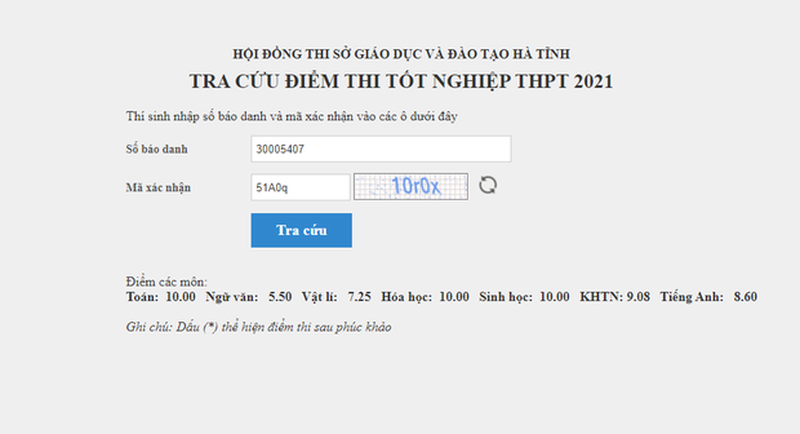 HỘI ĐỒNG THI SỞ GIÁO DỤC VÀ ĐÀO TẠO HÀ TĨNH
TRA CỨU ĐIỂM THI TỐT NGHIỆP THPT 2021
Thí sinh nhập số báo danh và mã xác nhận vào các ô dưới đây
Số báo danh 30005407
Mã xác nhận 51A0q 10r0x
Tra cứu
Điểm các môn:
Toán: 10.00 Ngữ văn: 5.50 Vật lí: 7.25 Hóa học: 10.00 Sinh học: 10.00 KHTN: 9.08 Tiếng Anh: 8.60
Ghi chú: Dấu (*) thể hiện điểm thi sau phúc khảo